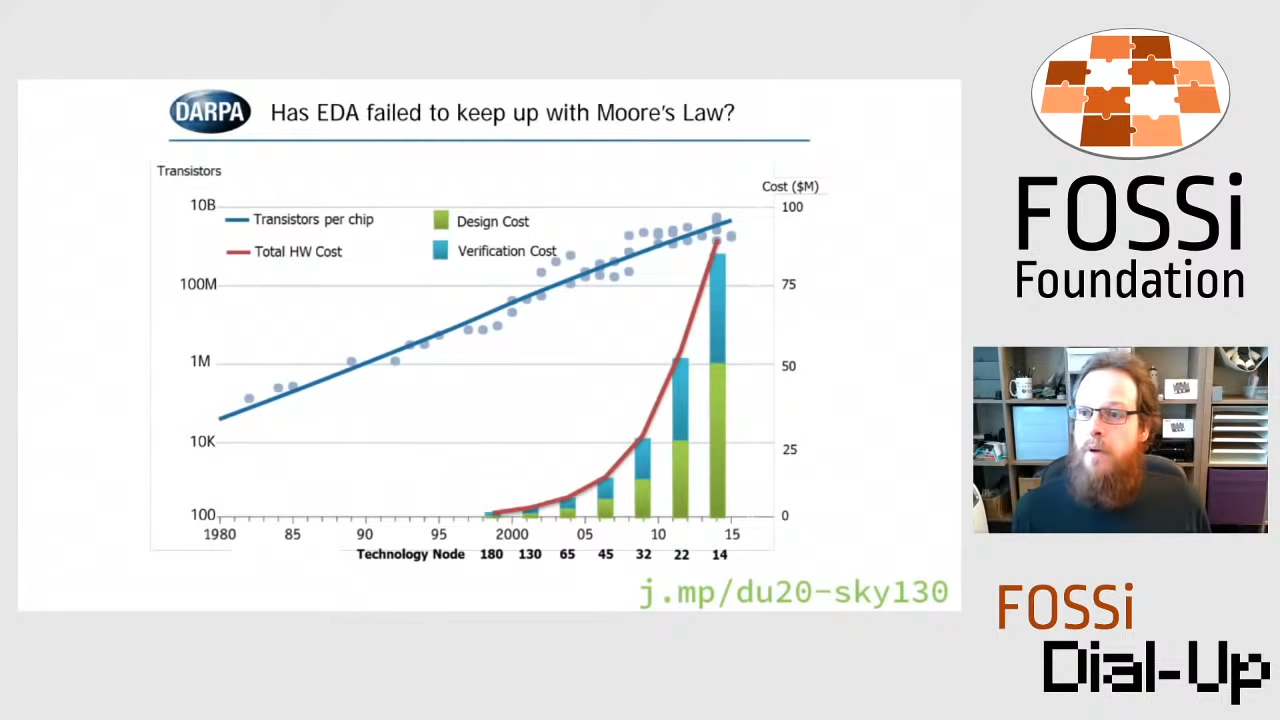 DARPA
Has EDA failed to keep up with Moore's Law?
Transistors
Cost ($M)
10B
100
Transistors per chip
Design Cost
Total HW Cost
Verification Cost
100M
75
1M
50
10K
25
100
0
1980 85 90 95 2000 05 10 15
Technology Node 180 130 65 45 32 22 14
j.mp/du20-sky130
FOSSi
Foundation
FOSSi
Dial-Up